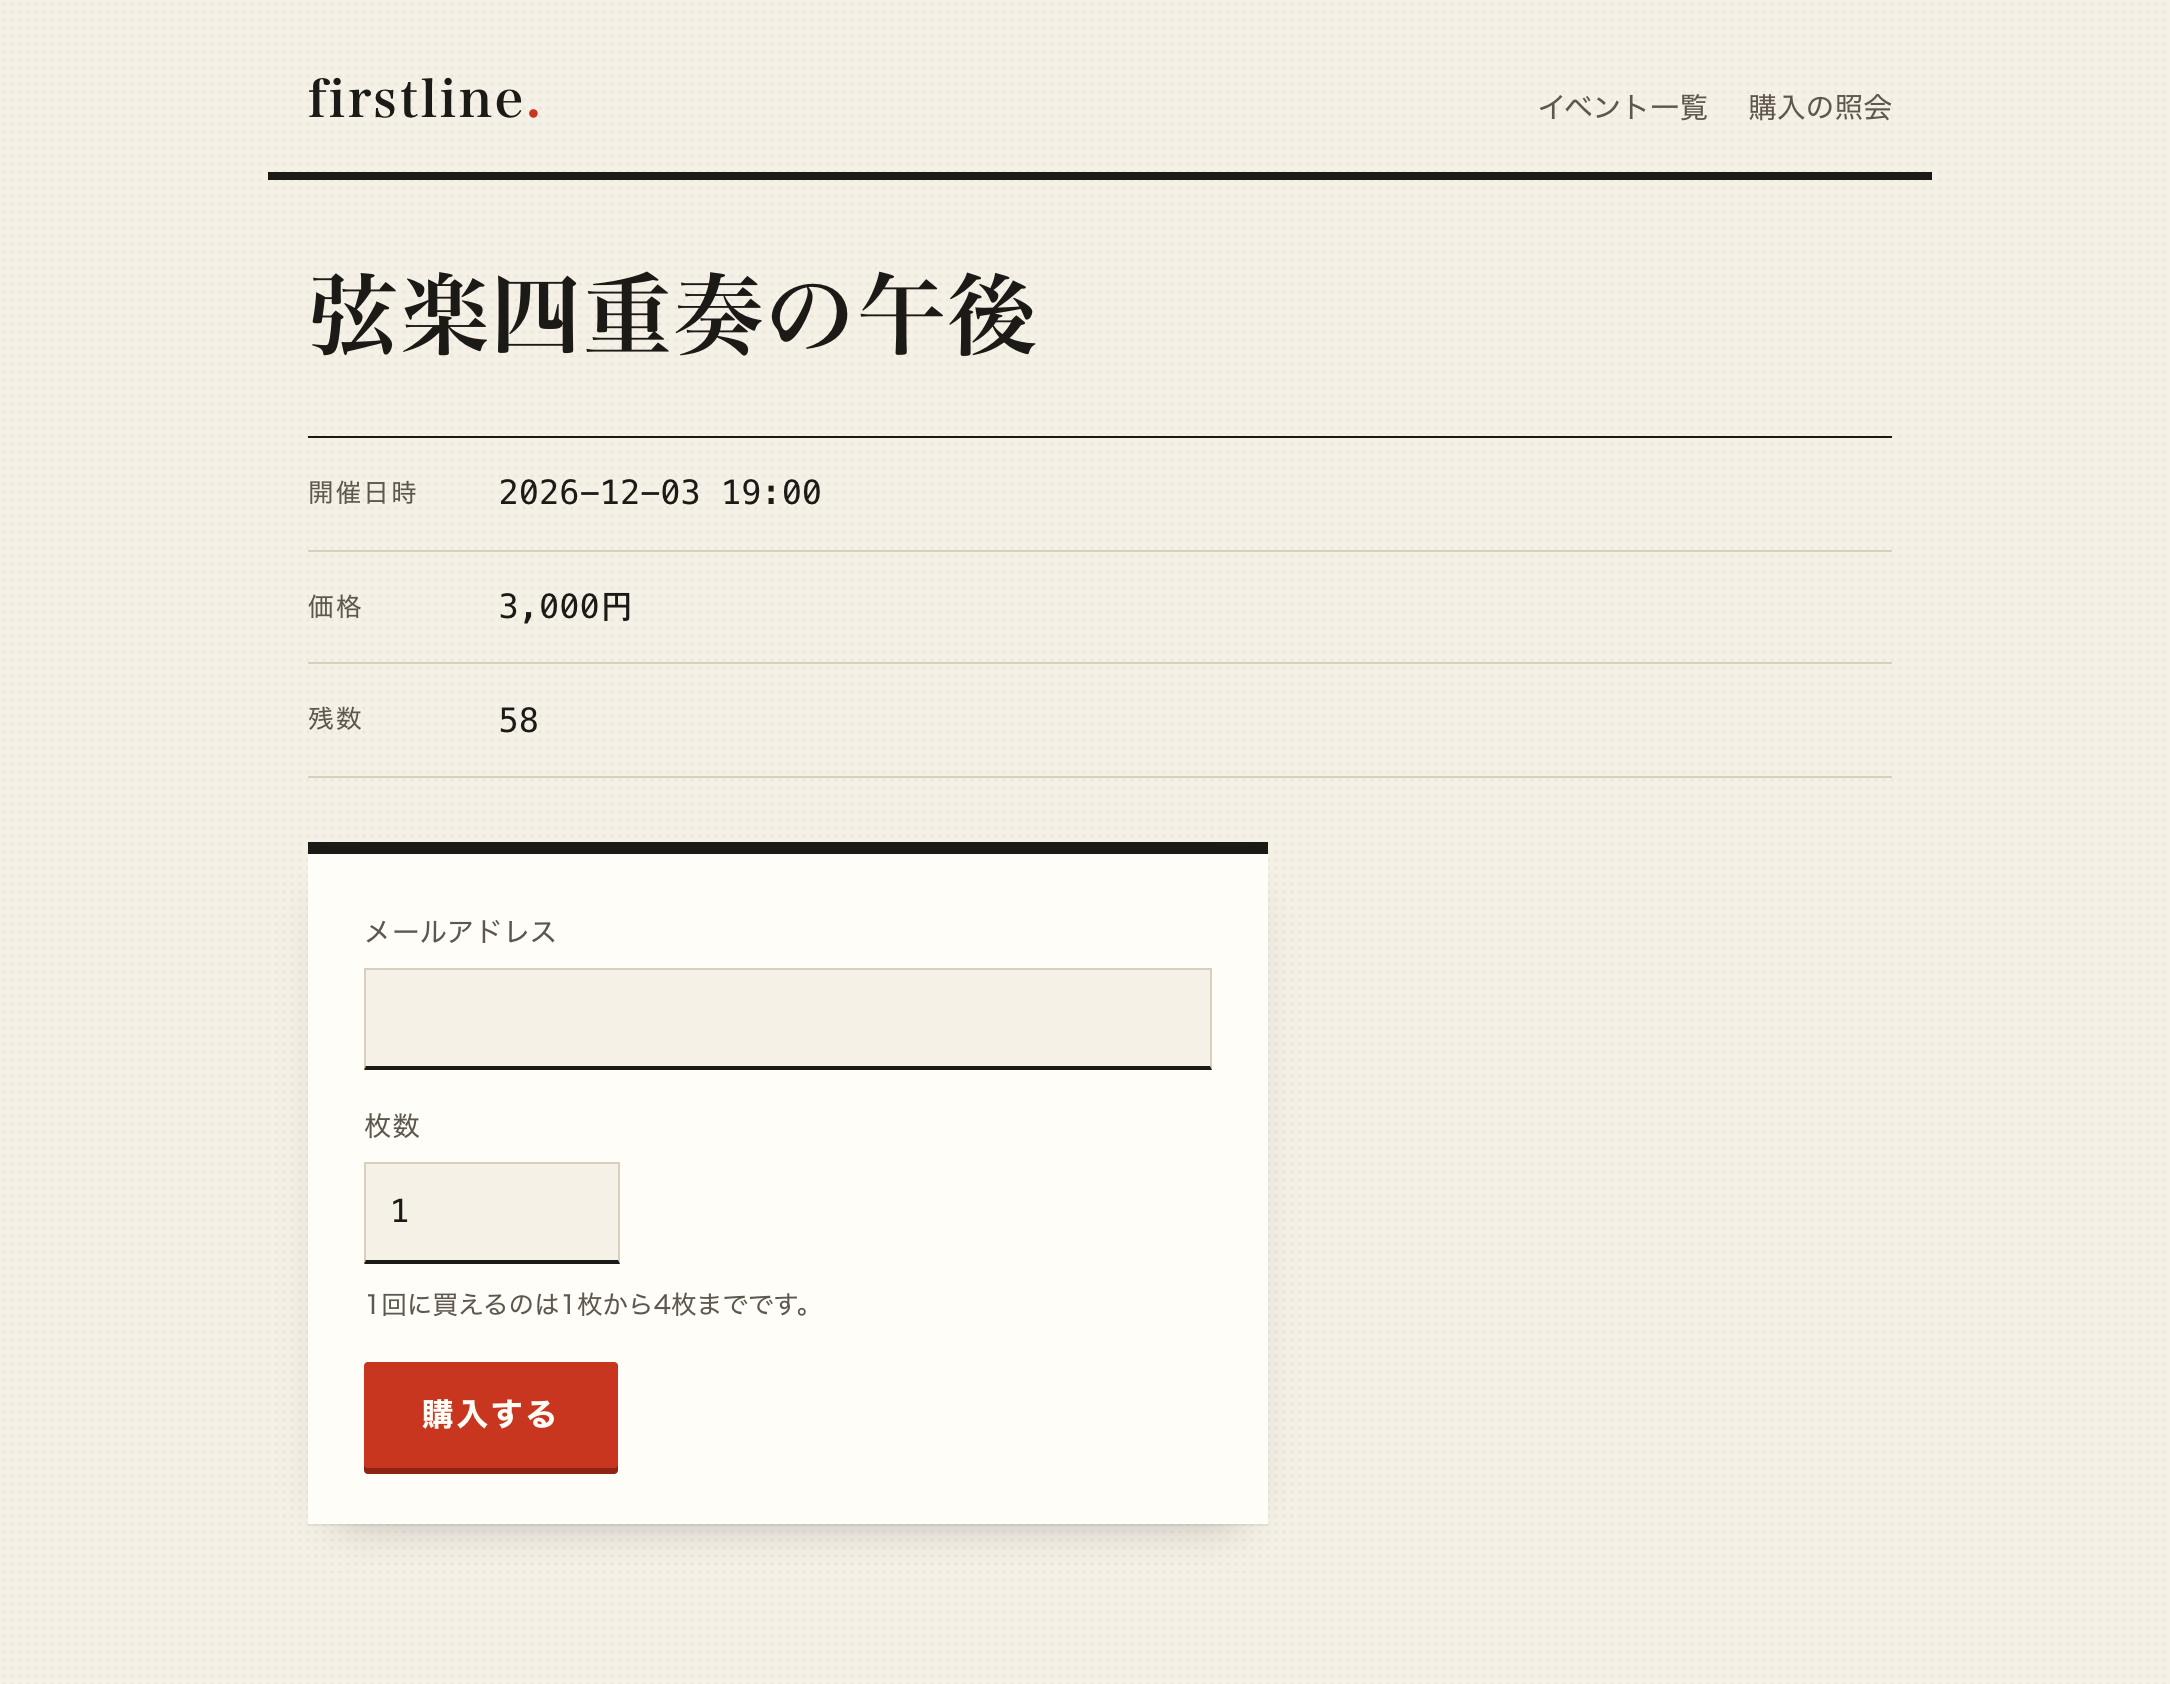 firstline.
イベント一覧 購入の照会
弦楽四重奏の午後
開催日時 2026-12-03 19:00
価格 3,000円
残数 58
メールアドレス
枚数
1
1回に買えるのは1枚から4枚までです。
購入する